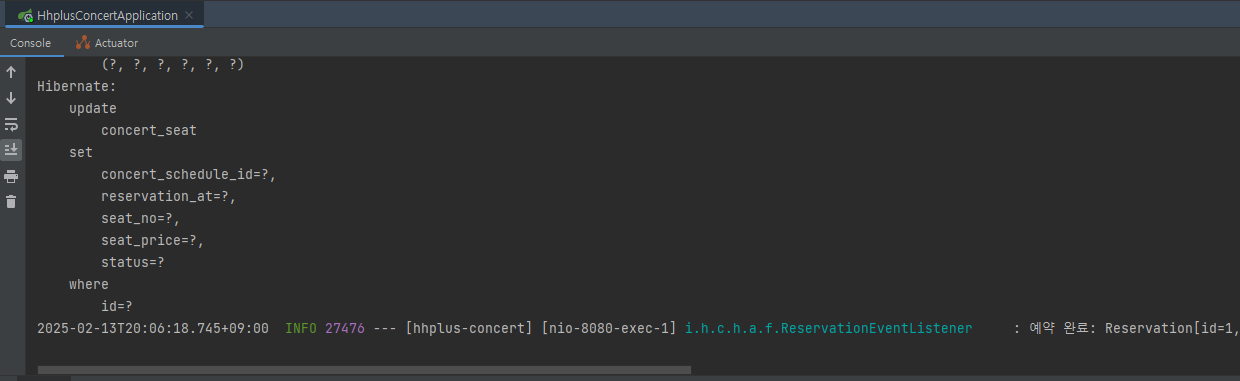 HhplusConcertApplication
Console Actuator
(?, ?, ?, ?, ?, ?)
Hibernate:
update
concert_seat
set
concert_schedule_id=?,
reservation_at=?,
seat_no=?,
seat_price=?,
status=?
where
id=?
2025-02-13T20:06:18.745+09:00  INFO 27476 --- [hhplus-concert] [nio-8080-exec-1] i.h.c.h.a.f.ReservationEventListener     : 예약 완료: Reservation[id=1,